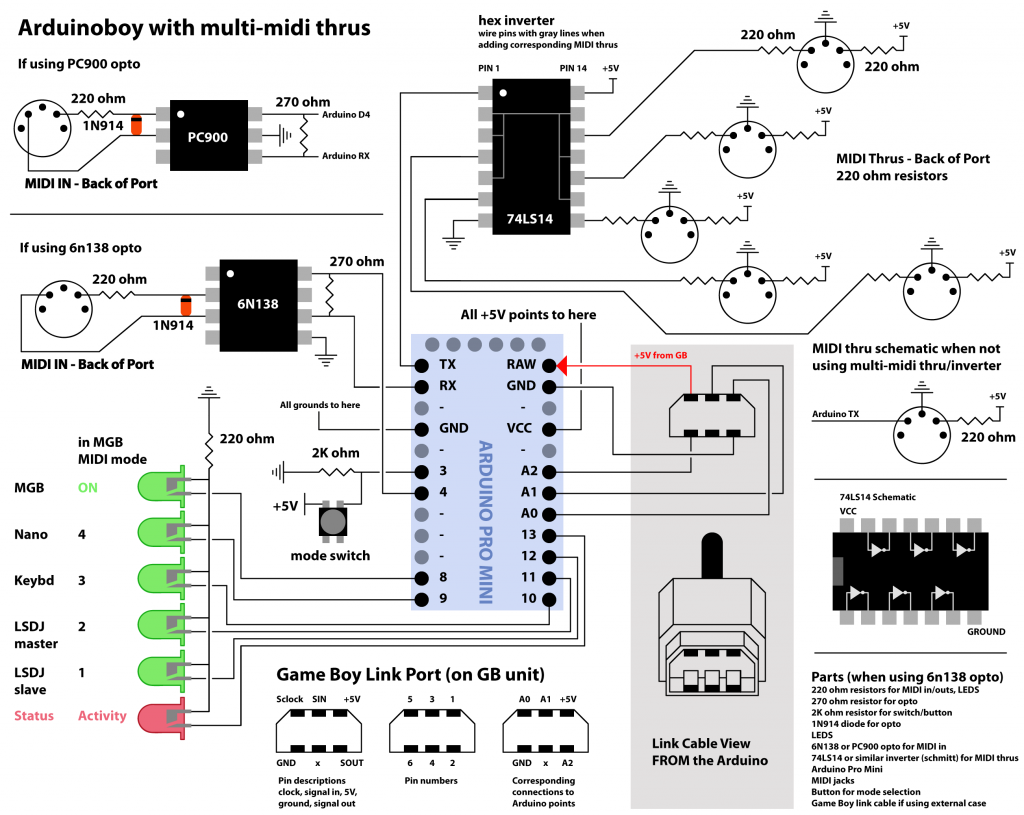 Arduinoboy with multi-midi thrus
If using PC900 opto
220 ohm
1N914
PC900
270 ohm
Arduino D4
Arduino RX
MIDI IN - Back of Port
If using 6n138 opto
220 ohm
1N914
6N138
270 ohm
MIDI IN - Back of Port
hex inverter
wire pins with gray lines when
adding corresponding MIDI thrus
PIN 1
PIN 14
+5V
74LS14
220 ohm
+5V
220 ohm
+5V
MIDI Thrus - Back of Port
220 ohm resistors
+5V
+5V
+5V
All +5V points to here
All grounds to here
TX
RX
-
GND
-
3
4
-
-
-
8
9
RAW
GND
-
VCC
-
A2
A1
A0
13
12
11
10
ARDUINO PRO MINI
220 ohm
2K ohm
+5V
mode switch
in MGB
MIDI mode
MGB
ON
Nano
4
Keybd
3
LSDJ
master
2
LSDJ
slave
1
Status
Activity
+5V from GB
Link Cable View
FROM the Arduino
Game Boy Link Port (on GB unit)
Sclock
SIN
+5V
GND
x
SOUT
Pin descriptions
clock, signal in, 5V,
ground, signal out
5
3
1
6
4
2
Pin numbers
A0
A1
+5V
GND
x
A2
Corresponding
connections to
Arduino points
MIDI thru schematic when not
using multi-midi thru/inverter
Arduino TX
+5V
220 ohm
74LS14 Schematic
VCC
GROUND
Parts (when using 6n138 opto)
220 ohm resistors for MIDI in/outs, LEDS
270 ohm resistor for opto
2K ohm resistor for switch/button
1N914 diode for opto
LEDS
6N138 or PC900 opto for MIDI in
74LS14 or similar inverter (schmitt) for MIDI thrus
Arduino Pro Mini
MIDI jacks
Button for mode selection
Game Boy link cable if using external case